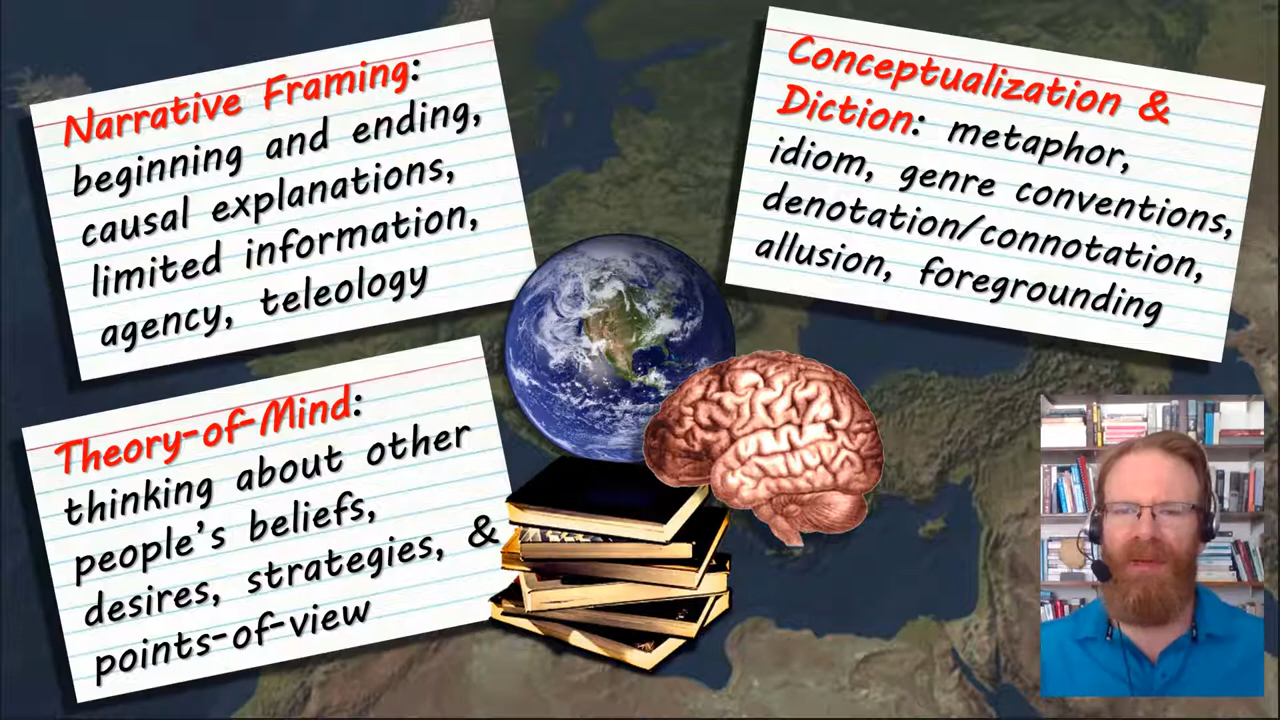 Narrative Framing:
beginning and ending,
causal explanations,
limited information,
agency, teleology
Conceptualization &
Diction: metaphor,
idiom, genre conventions,
denotation/connotation,
allusion, foregrounding
Theory-of-Mind:
thinking about other
people's beliefs,
desires, strategies, &
points-of-view